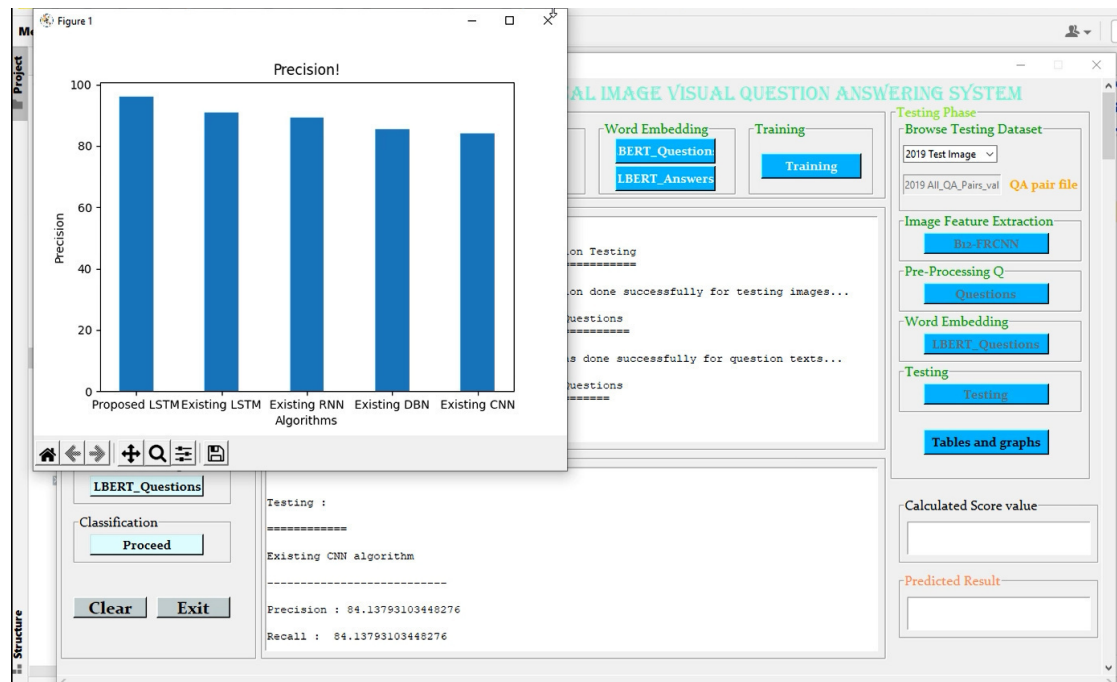 Figure 1
Precision!
100
80
60
40
20
0
Precision
Proposed LSTM Existing LSTM Existing RNN Existing DBN Existing CNN
Algorithms
Project
Structure
AL IMAGE VISUAL QUESTION ANSWERING SYSTEM
Word Embedding
BERT_Question
LBERT_Answers
Training
Training
Testing Phase
Browse Testing Dataset
2019 Test Image
2019 All_QA_Pairs_val
QA pair file
Image Feature Extraction
B12-FRCNN
Pre-Processing Q
Questions
Word Embedding
LBERT_Questions
Testing
Testing
Tables and graphs
on Testing
===========
on done successfully for testing images...
Questions
==========
s done successfully for question texts...
Questions
=======
LBERT_Questions
Classification
Proceed
Clear
Exit
Testing :
============
Existing CNN algorithm
---------------------------
Precision : 84.13793103448276
Recall : 84.13793103448276
Calculated Score value
Predicted Result